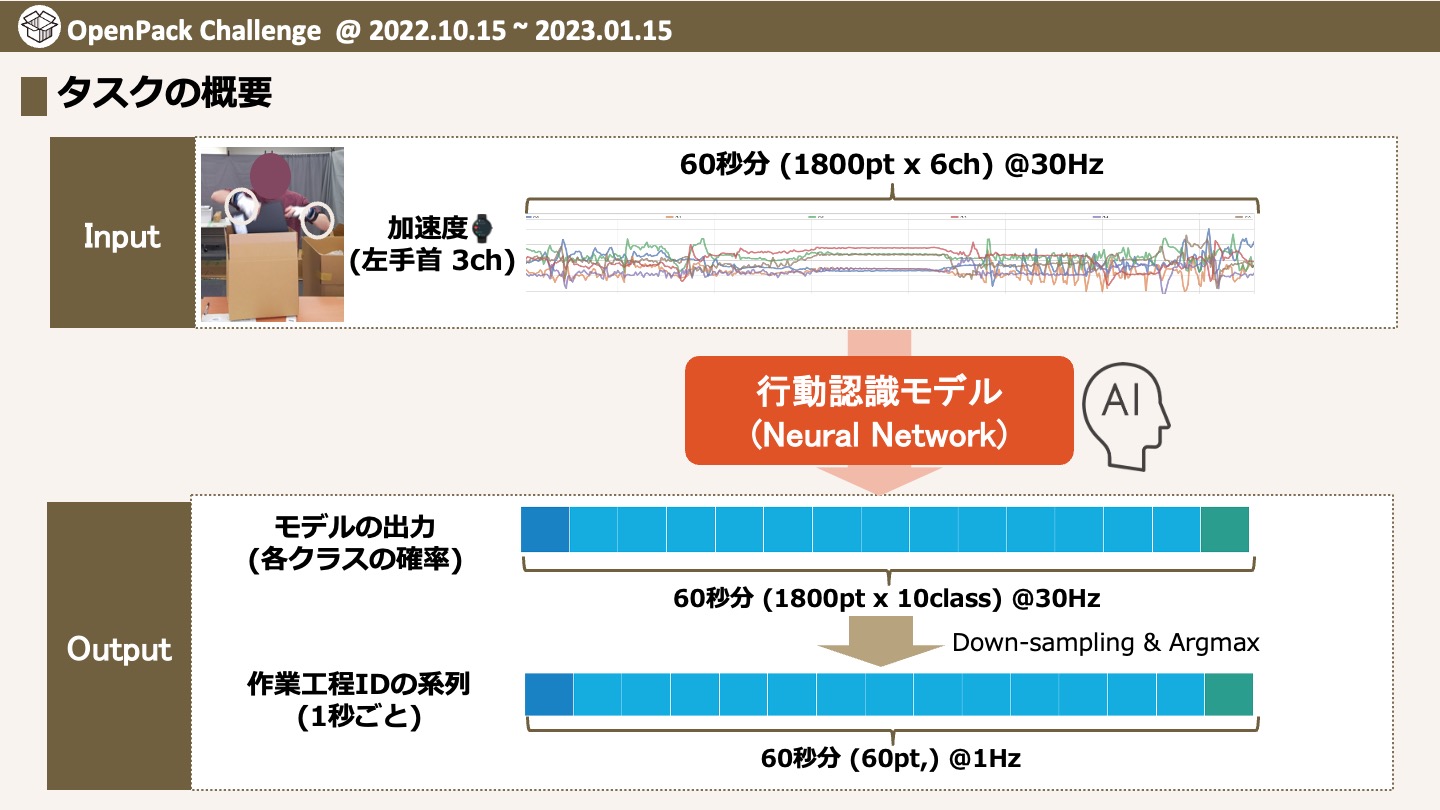 OpenPack Challenge @ 2022.10.15 ~ 2023.01.15
タスクの概要
Input
60秒分 (1800pt x 6ch) @30Hz
加速度
(左手首 3ch)
行動認識モデル
(Neural Network)
AI
Output
モデルの出力
(各クラスの確率)
60秒分 (1800pt x 10class) @30Hz
Down-sampling & Argmax
作業工程IDの系列
(1秒ごと)
60秒分 (60pt,) @1Hz